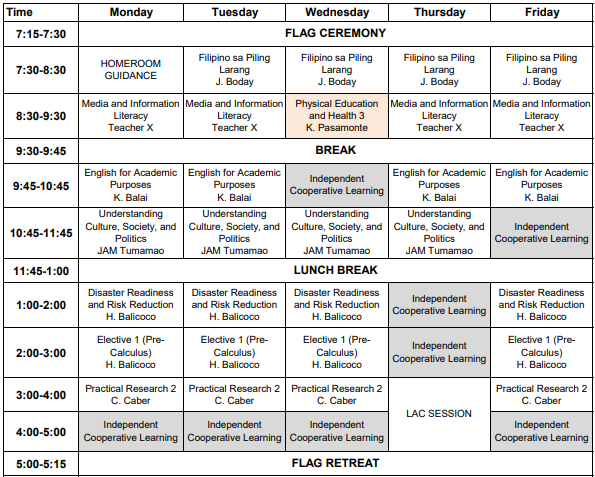 Time Monday Tuesday Wednesday Thursday Friday
7:15-7:30 FLAG CEREMONY
7:30-8:30
HOMEROOM
GUIDANCE
Filipino sa Piling
Larang
J. Boday
Filipino sa Piling
Larang
J. Boday
Filipino sa Piling
Larang
J. Boday
Filipino sa Piling
Larang
J. Boday
8:30-9:30
Media and Information
Literacy
Teacher X
Media and Information
Literacy
Teacher X
Physical Education
and Health 3
K. Pasamonte
Media and Information
Literacy
Teacher X
Media and Information
Literacy
Teacher X
9:30-9:45 BREAK
9:45-10:45
English for Academic
Purposes
K. Balai
English for Academic
Purposes
K. Balai
Independent
Cooperative Learning
English for Academic
Purposes
K. Balai
English for Academic
Purposes
K. Balai
10:45-11:45
Understanding
Culture, Society, and
Politics
JAM Tumamao
Understanding
Culture, Society, and
Politics
JAM Tumamao
Understanding
Culture, Society, and
Politics
JAM Tumamao
Understanding
Culture, Society, and
Politics
JAM Tumamao
Independent
Cooperative Learning
11:45-1:00 LUNCH BREAK
1:00-2:00
Disaster Readiness
and Risk Reduction
H. Balicoco
Disaster Readiness
and Risk Reduction
H. Balicoco
Disaster Readiness
and Risk Reduction
H. Balicoco
Independent
Cooperative Learning
Disaster Readiness
and Risk Reduction
H. Balicoco
2:00-3:00
Elective 1 (Pre-
Calculus)
H. Balicoco
Elective 1 (Pre-
Calculus)
H. Balicoco
Elective 1 (Pre-
Calculus)
H. Balicoco
Independent
Cooperative Learning
Elective 1 (Pre-
Calculus)
H. Balicoco
3:00-4:00
Practical Research 2
C. Caber
Practical Research 2
C. Caber
Practical Research 2
C. Caber
LAC SESSION
Practical Research 2
C. Caber
4:00-5:00
Independent
Cooperative Learning
Independent
Cooperative Learning
Independent
Cooperative Learning
Independent
Cooperative Learning
5:00-5:15 FLAG RETREAT